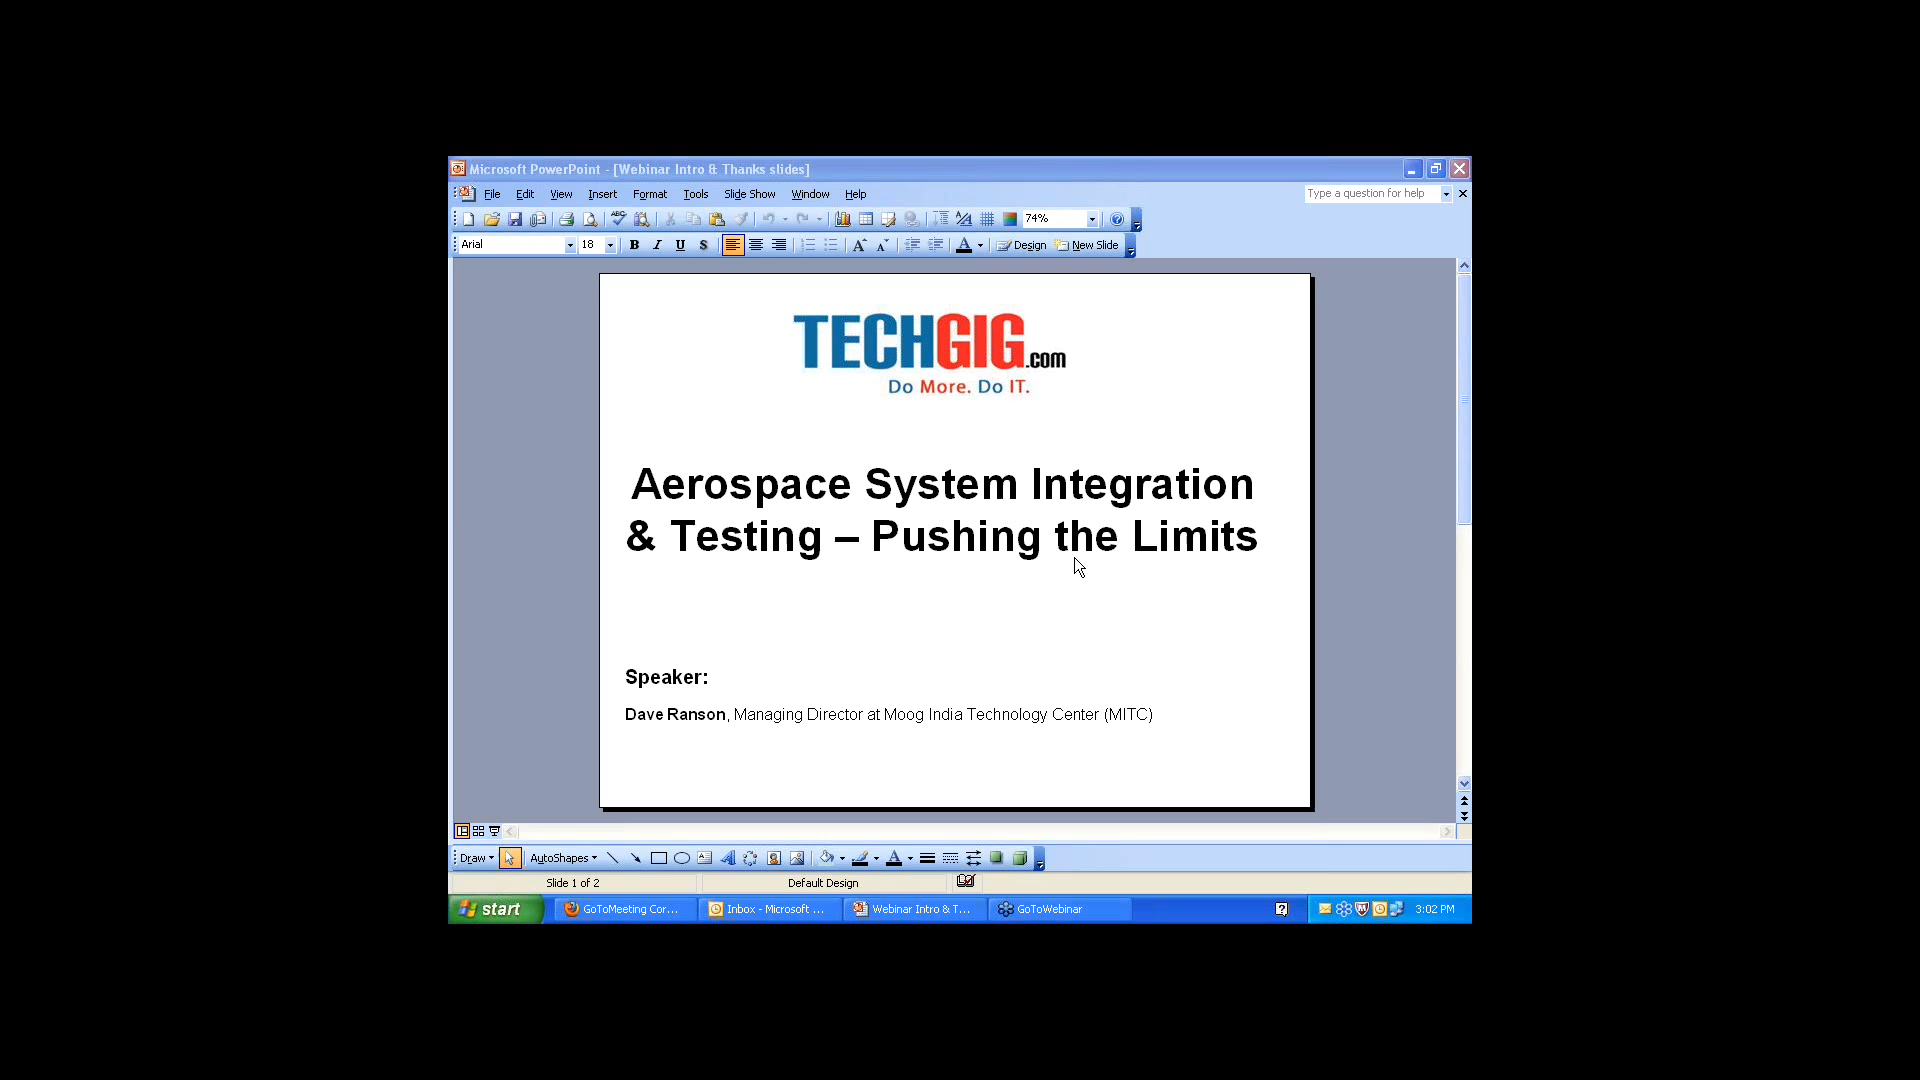 Microsoft PowerPoint - [Webinar Intro & Thanks slides]
File Edit View Insert Format Tools Slide Show Window Help Type a question for help
74%
Arial 18 B I U S A A A Design New Slide
TECHGIG.com
Do More. Do IT.
Aerospace System Integration
& Testing – Pushing the Limits
Speaker:
Dave Ranson, Managing Director at Moog India Technology Center (MITC)
Draw AutoShapes
Slide 1 of 2 Default Design
start GoToMeeting Cor... Inbox - Microsoft ... Webinar Intro & T... GoToWebinar 3:02 PM